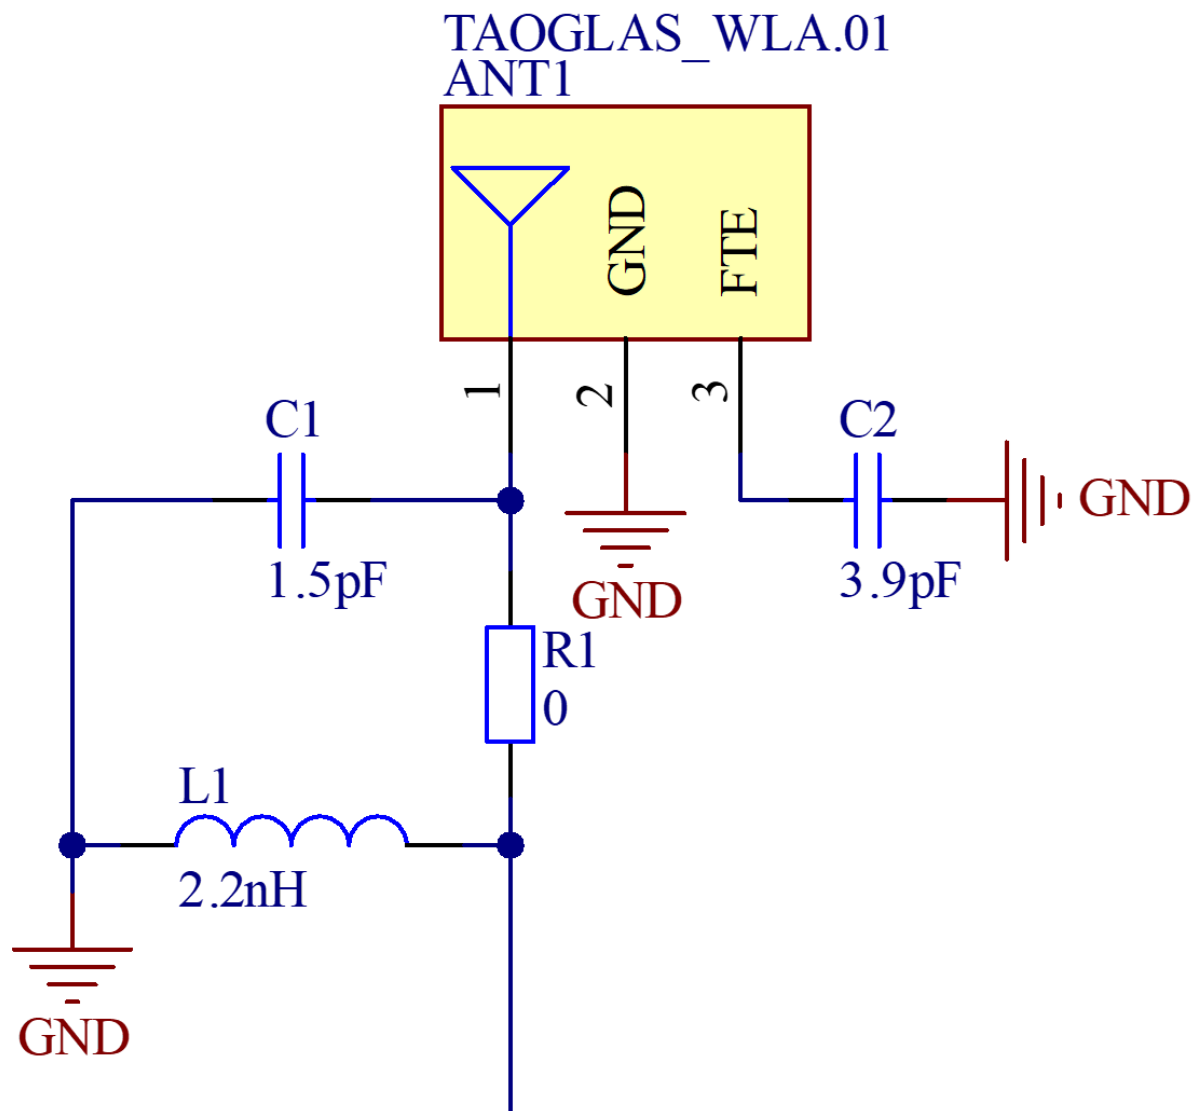 TAOGLAS_WLA.01
ANT1
GND
FTE
1
2
3
C1
1.5pF
C2
3.9pF
GND
GND
R1
0
L1
2.2nH
GND